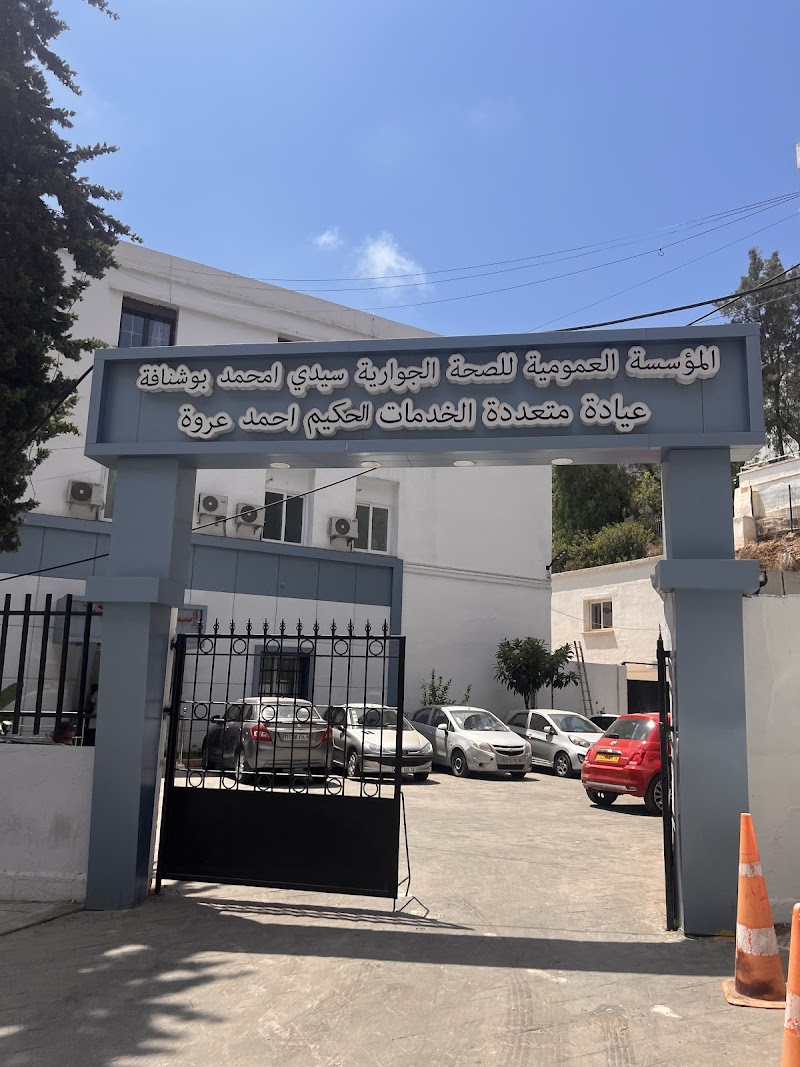 المؤسسة العمومية للصحة الجوارية سيدي امحمد بوشنافة
عيادة متعددة الخدمات الحكيم احمد عروة